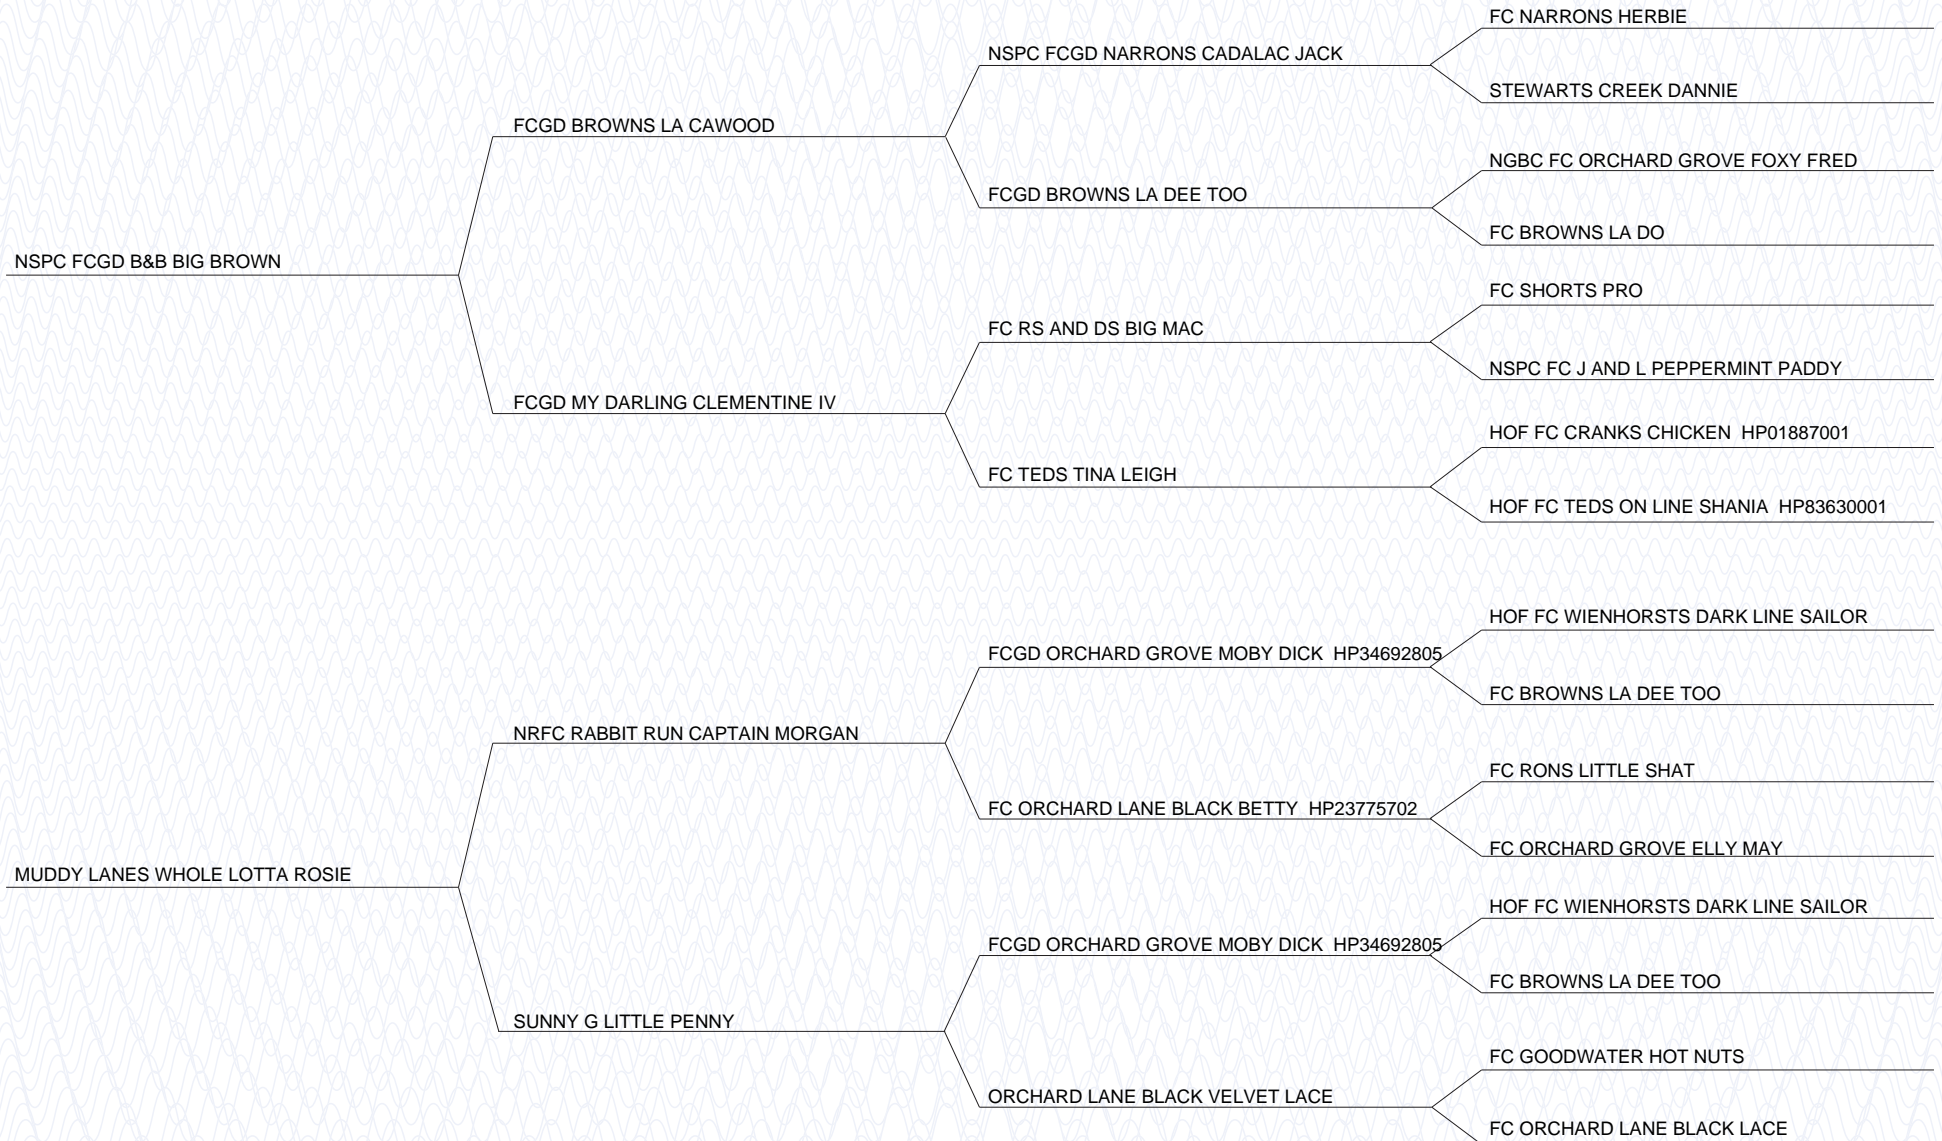 FC NARRONS HERBIE
NSPC FCGD NARRONS CADALAC JACK
STEWARTS CREEK DANNIE
FCGD BROWNS LA CAWOOD
NGBC FC ORCHARD GROVE FOXY FRED
FCGD BROWNS LA DEE TOO
FC BROWNS LA DO
NSPC FCGD B&B BIG BROWN
FC SHORTS PRO
FC RS AND DS BIG MAC
NSPC FC J AND L PEPPERMINT PADDY
FCGD MY DARLING CLEMENTINE IV
HOF FC CRANKS CHICKEN HP01887001
FC TEDS TINA LEIGH
HOF FC TEDS ON LINE SHANIA HP83630001
HOF FC WIENHORSTS DARK LINE SAILOR
FCGD ORCHARD GROVE MOBY DICK HP34692805
FC BROWNS LA DEE TOO
NRFC RABBIT RUN CAPTAIN MORGAN
FC RONS LITTLE SHAT
FC ORCHARD LANE BLACK BETTY HP23775702
FC ORCHARD GROVE ELLY MAY
MUDDY LANES WHOLE LOTTA ROSIE
HOF FC WIENHORSTS DARK LINE SAILOR
FCGD ORCHARD GROVE MOBY DICK HP34692805
FC BROWNS LA DEE TOO
SUNNY G LITTLE PENNY
FC GOODWATER HOT NUTS
ORCHARD LANE BLACK VELVET LACE
FC ORCHARD LANE BLACK LACE